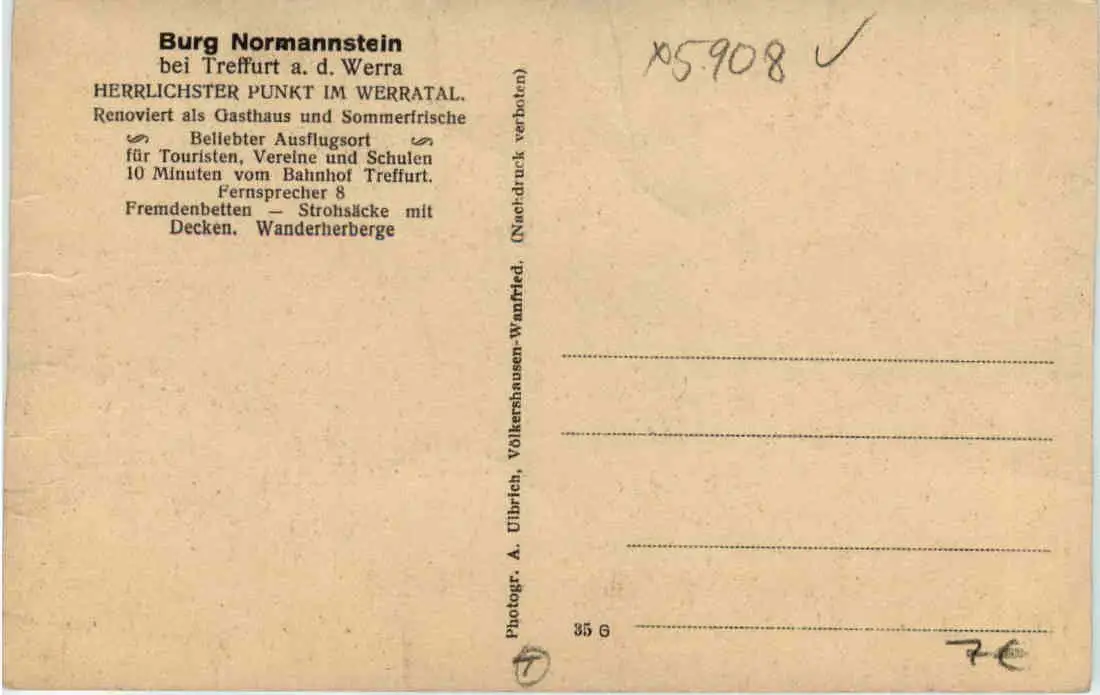 Burg Normannstein
bei Treffurt a. d. Werra
HERRLICHSTER PUNKT IM WERRATAL.
Renoviert als Gasthaus und Sommerfrische
Beliebter Ausflugsort
für Touristen, Vereine und Schulen
10 Minuten vom Bahnhof Treffurt.
Fernsprecher 8
Fremdenbetten — Strohsäcke mit
Decken. Wanderherberge
Photogr. A. Ulbrich, Völkershausen-Wanfried. (Nachdruck verboten)
5908
35 G
T
7€